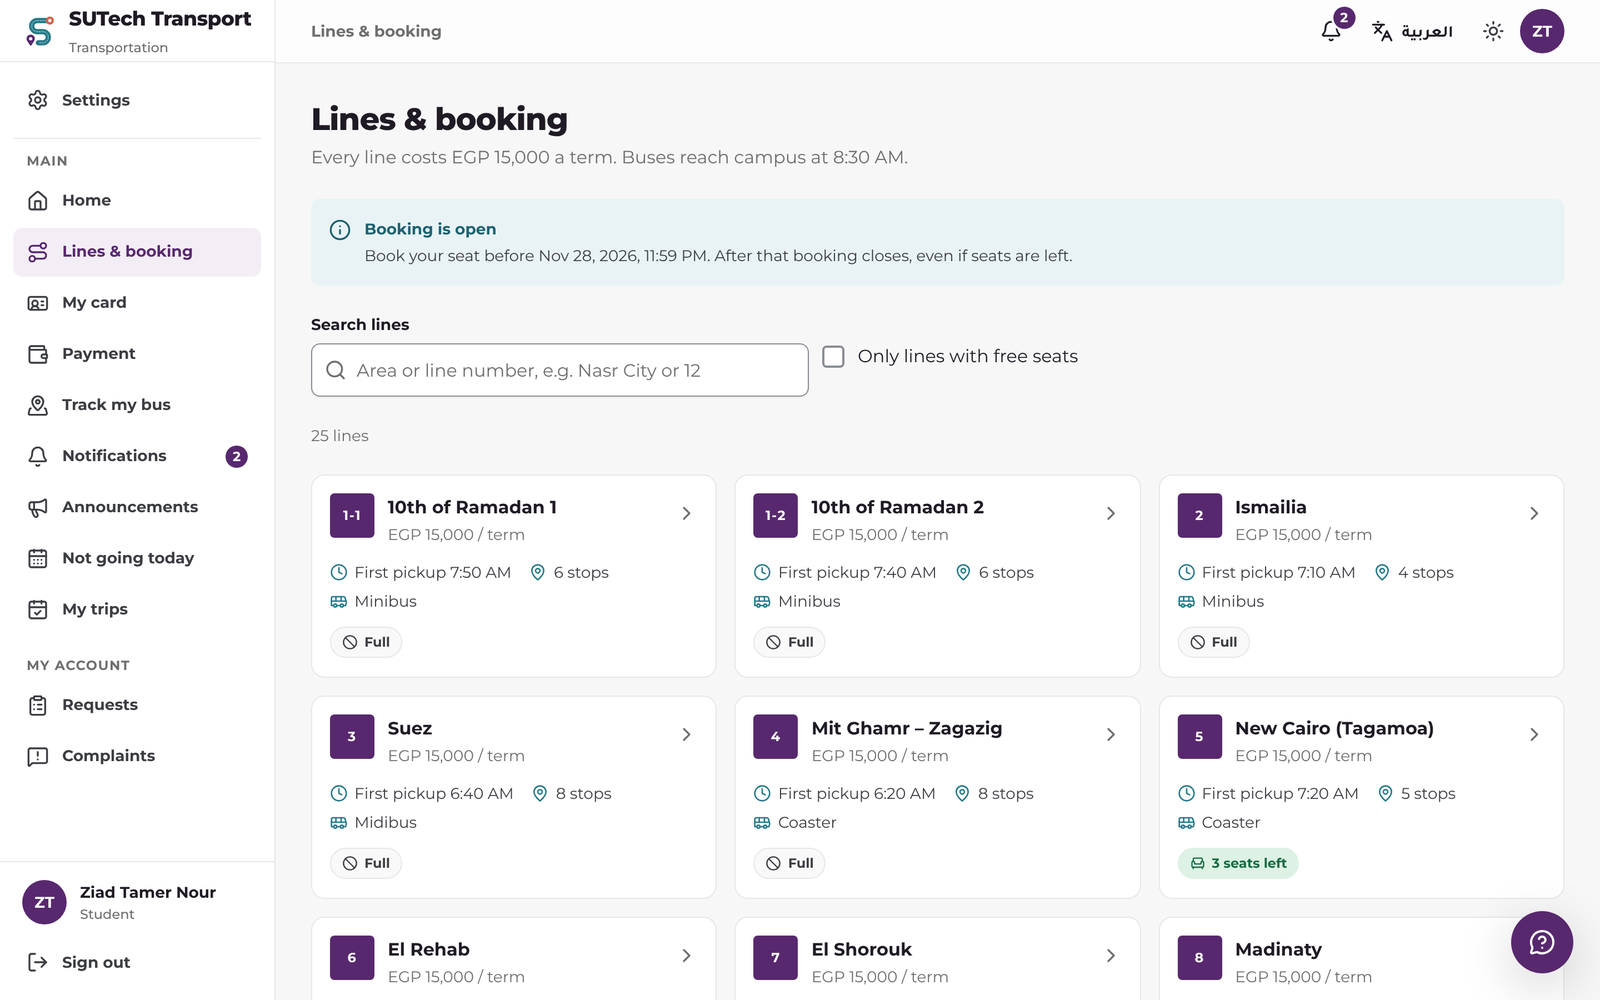 SUTech Transport
Transportation
Settings
MAIN
Home
Lines & booking
My card
Payment
Track my bus
Notifications 2
Announcements
Not going today
My trips
MY ACCOUNT
Requests
Complaints
ZT Ziad Tamer Nour
Student
Sign out
Lines & booking
2
العربية
ZT
Lines & booking
Every line costs EGP 15,000 a term. Buses reach campus at 8:30 AM.
Booking is open
Book your seat before Nov 28, 2026, 11:59 PM. After that booking closes, even if seats are left.
Search lines
Area or line number, e.g. Nasr City or 12
Only lines with free seats
25 lines
1-1 10th of Ramadan 1
EGP 15,000 / term
First pickup 7:50 AM 6 stops
Minibus
Full
1-2 10th of Ramadan 2
EGP 15,000 / term
First pickup 7:40 AM 6 stops
Minibus
Full
2 Ismailia
EGP 15,000 / term
First pickup 7:10 AM 4 stops
Minibus
Full
3 Suez
EGP 15,000 / term
First pickup 6:40 AM 8 stops
Midibus
Full
4 Mit Ghamr – Zagazig
EGP 15,000 / term
First pickup 6:20 AM 8 stops
Coaster
Full
5 New Cairo (Tagamoa)
EGP 15,000 / term
First pickup 7:20 AM 5 stops
Coaster
3 seats left
6 El Rehab
EGP 15,000 / term
7 El Shorouk
EGP 15,000 / term
8 Madinaty
EGP 15,000 / term